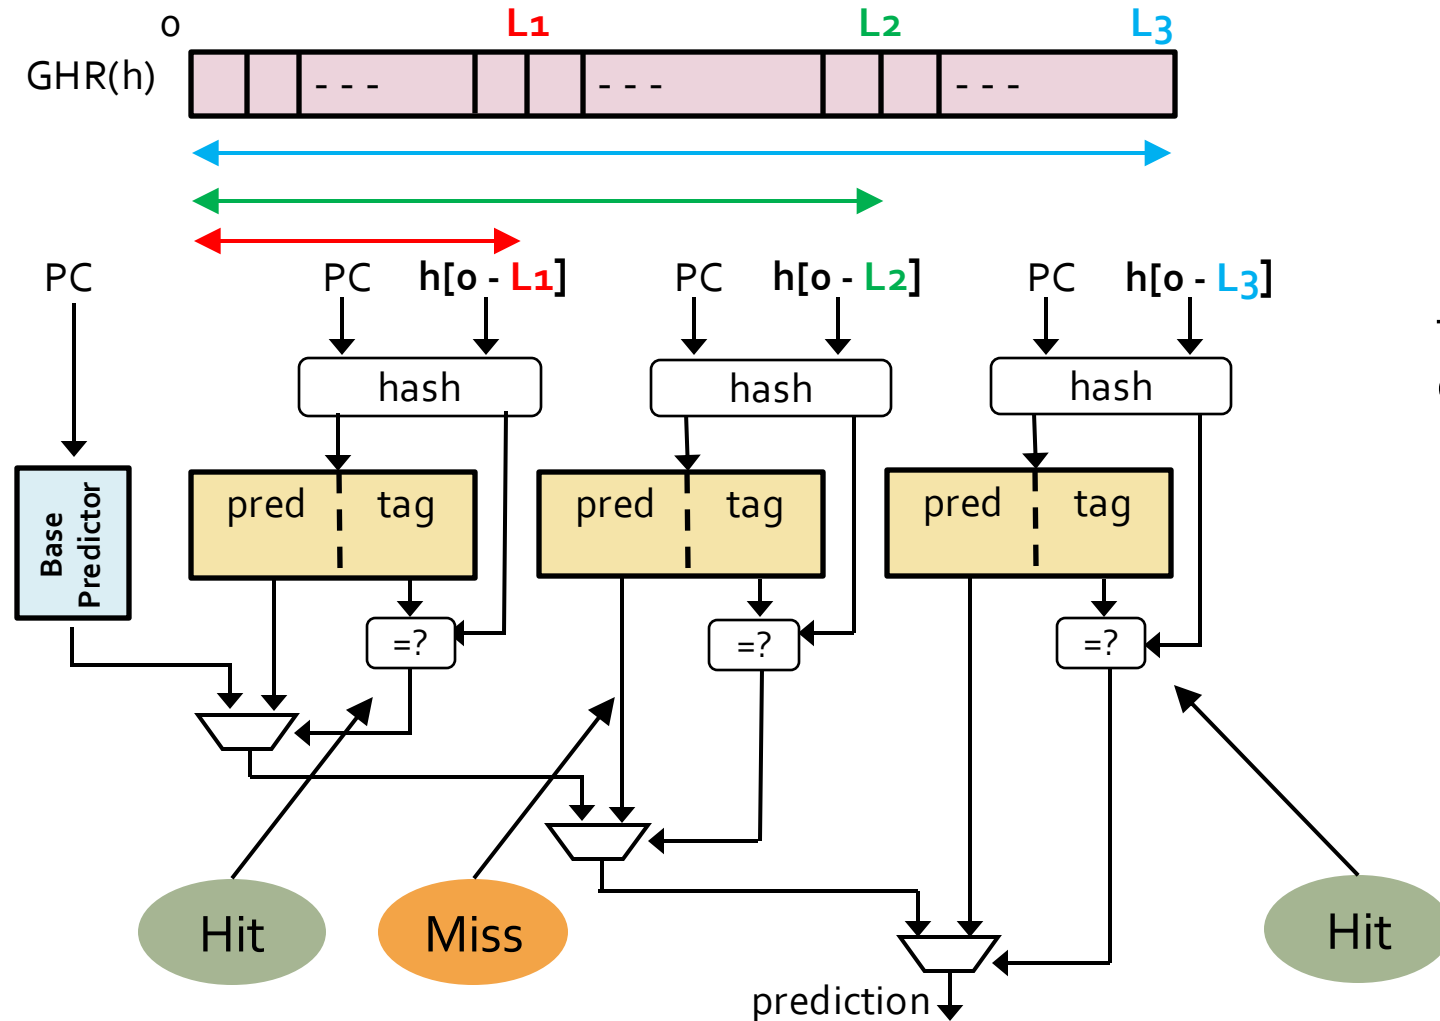 0 L1 L2 L3
GHR(h) - - - - - - - - -
PC PC h[0 - L1] PC h[0 - L2] PC h[0 - L3]
hash hash hash
Base
Predictor
pred tag pred tag pred tag
=? =? =?
Hit Miss Hit
prediction